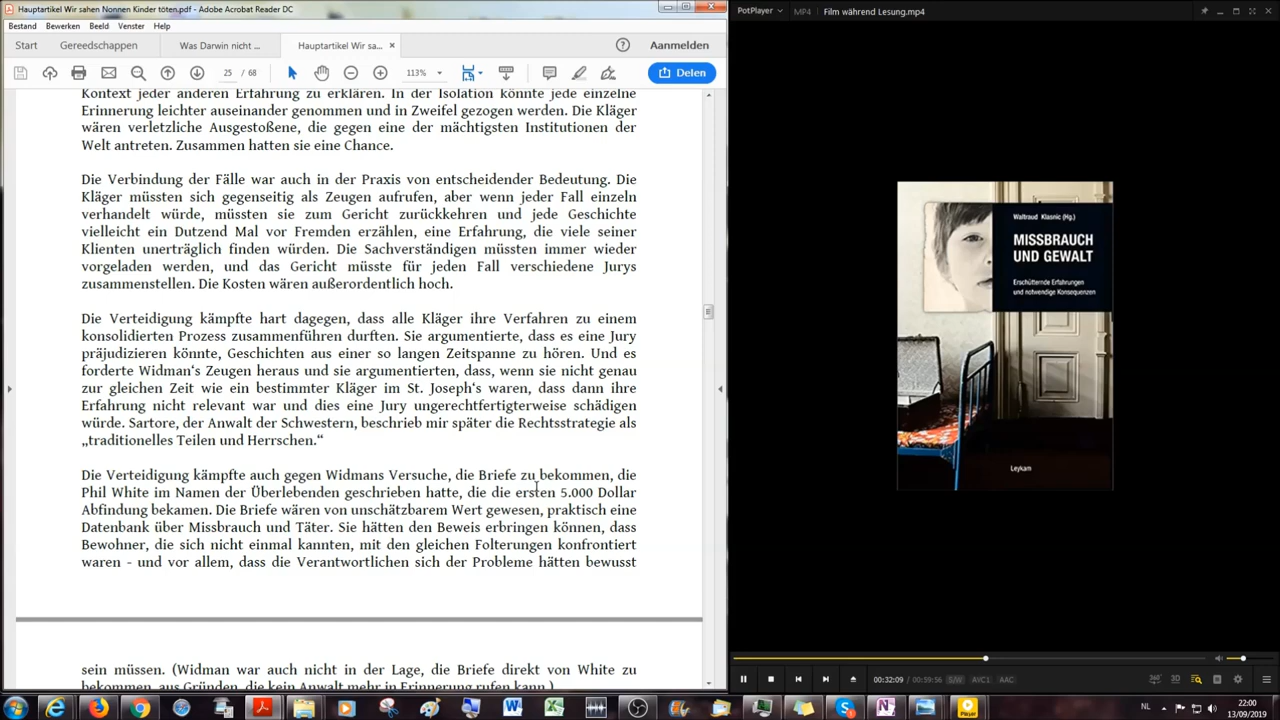 Hauptartikel Wir sahen Nonnen Kinder töten.pdf - Adobe Acrobat Reader DC
Bestand Bewerken Beeld Venster Help
Start Gereedschappen Was Darwin nicht ... Hauptartikel Wir sa... × Aanmelden
25 / 68 113% Delen
Kontext jeder anderen Erfahrung zu erklären. In der Isolation könnte jede einzelne
Erinnerung leichter auseinander genommen und in Zweifel gezogen werden. Die Kläger
wären verletzliche Ausgestoßene, die gegen eine der mächtigsten Institutionen der
Welt antreten. Zusammen hatten sie eine Chance.
Die Verbindung der Fälle war auch in der Praxis von entscheidender Bedeutung. Die
Kläger müssten sich gegenseitig als Zeugen aufrufen, aber wenn jeder Fall einzeln
verhandelt würde, müssten sie zum Gericht zurückkehren und jede Geschichte
vielleicht ein Dutzend Mal vor Fremden erzählen, eine Erfahrung, die viele seiner
Klienten unerträglich finden würden. Die Sachverständigen müssten immer wieder
vorgeladen werden, und das Gericht müsste für jeden Fall verschiedene Jurys
zusammenstellen. Die Kosten wären außerordentlich hoch.
Die Verteidigung kämpfte hart dagegen, dass alle Kläger ihre Verfahren zu einem
konsolidierten Prozess zusammenführen durften. Sie argumentierte, dass es eine Jury
präjudizieren könnte, Geschichten aus einer so langen Zeitspanne zu hören. Und es
forderte Widman‘s Zeugen heraus und sie argumentierten, dass, wenn sie nicht genau
zur gleichen Zeit wie ein bestimmter Kläger im St. Joseph‘s waren, dass dann ihre
Erfahrung nicht relevant war und dies eine Jury ungerechtfertigterweise schädigen
würde. Sartore, der Anwalt der Schwestern, beschrieb mir später die Rechtsstrategie als
„traditionelles Teilen und Herrschen.“
Die Verteidigung kämpfte auch gegen Widmans Versuche, die Briefe zu bekommen, die
Phil White im Namen der Überlebenden geschrieben hatte, die die ersten 5.000 Dollar
Abfindung bekamen. Die Briefe wären von unschätzbarem Wert gewesen, praktisch eine
Datenbank über Missbrauch und Täter. Sie hätten den Beweis erbringen können, dass
Bewohner, die sich nicht einmal kannten, mit den gleichen Folterungen konfrontiert
waren - und vor allem, dass die Verantwortlichen sich der Probleme hätten bewusst
sein müssen. (Widman war auch nicht in der Lage, die Briefe direkt von White zu
bekommen, aus Gründen, die kein Anwalt mehr in Erinnerung rufen kann.)
PotPlayer MP4 Film während Lesung.mp4
Waltraud Klasnic (Hg.)
MISSBRAUCH
UND GEWALT
Erschütternde Erfahrungen
und notwendige Konsequenzen
Leykam
00:32:09 / 00:59:56 S/W AVC1 AAC
360° 3D
NL 22:00
13/09/2019
Player